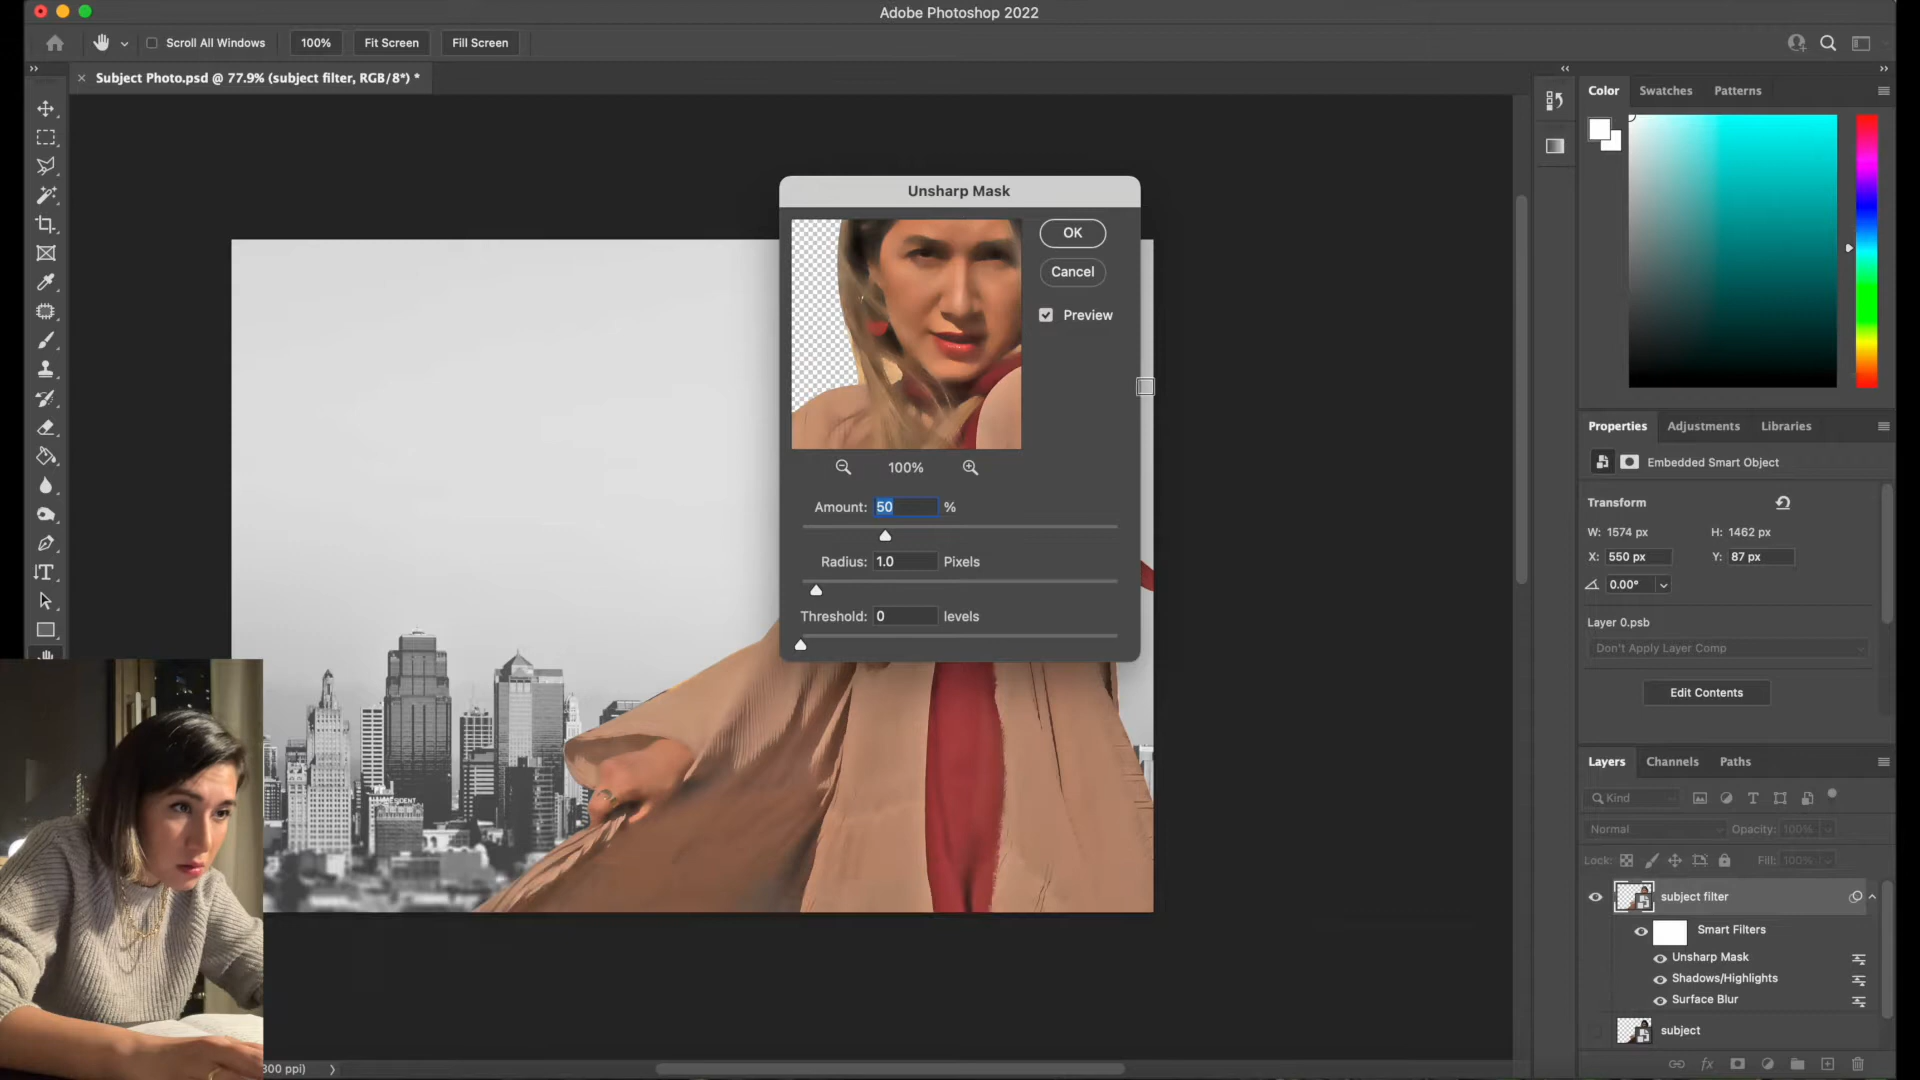 Adobe Photoshop 2022
Scroll All Windows 100% Fit Screen Fill Screen
Subject Photo.psd @ 77.9% (subject filter, RGB/8*) *
Color Swatches Patterns
Unsharp Mask
OK
Cancel
Preview
100%
Amount: 50 %
Radius: 1.0 Pixels
Threshold: 0 levels
Properties Adjustments Libraries
Embedded Smart Object
Transform
W: 1574 px H: 1462 px
X: 550 px Y: 87 px
0.00°
Layer 0.psb
Don't Apply Layer Comp
Edit Contents
Layers Channels Paths
Kind
Normal Opacity: 100%
Lock: Fill: 100%
subject filter
Smart Filters
Unsharp Mask
Shadows/Highlights
Surface Blur
subject
fx
300 ppi)